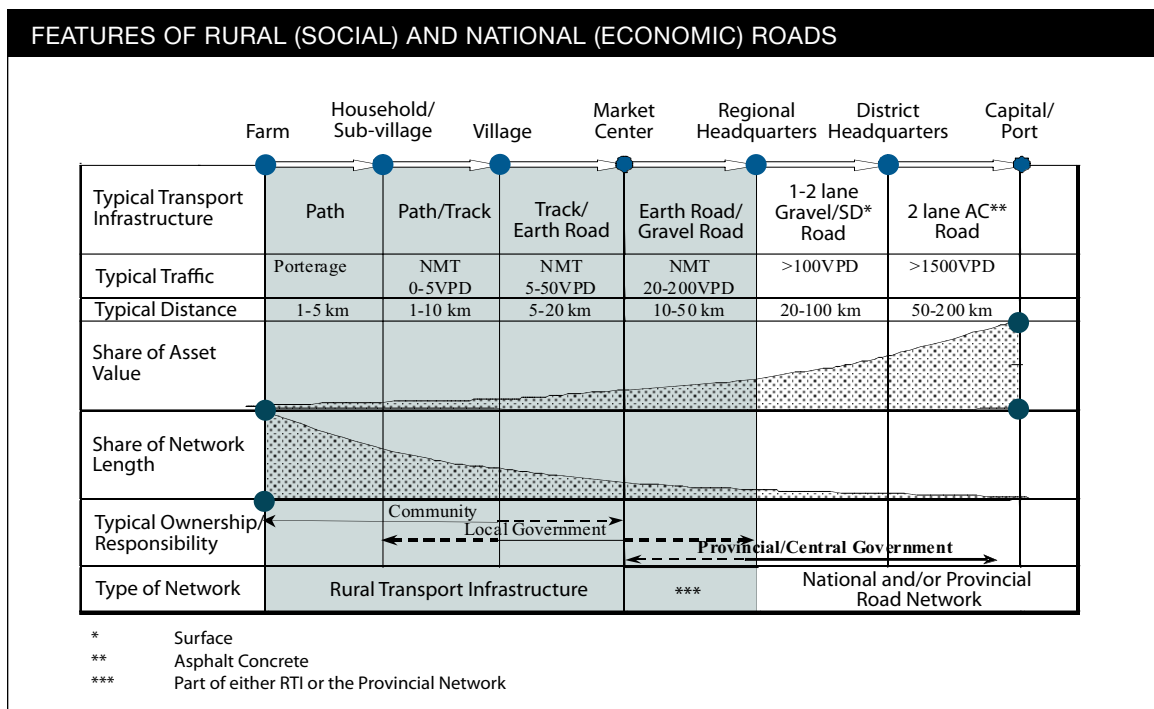 FEATURES OF RURAL (SOCIAL) AND NATIONAL (ECONOMIC) ROADS
Farm
Household/
Sub-village
Village
Market
Center
Regional
Headquarters
District
Headquarters
Capital/
Port
Typical Transport
Infrastructure
Path
Path/Track
Track/
Earth Road
Earth Road/
Gravel Road
1-2 lane
Gravel/SD*
Road
2 lane AC**
Road
Typical Traffic
Porterage
NMT
0-5VPD
NMT
5-50VPD
NMT
20-200VPD
>100VPD
>1500VPD
Typical Distance
1-5 km
1-10 km
5-20 km
10-50 km
20-100 km
50-200 km
Share of Asset
Value
Share of Network
Length
Typical Ownership/
Responsibility
Community
Local Government
Provincial/Central Government
Type of Network
Rural Transport Infrastructure
***
National and/or Provincial
Road Network
* Surface
** Asphalt Concrete
*** Part of either RTI or the Provincial Network